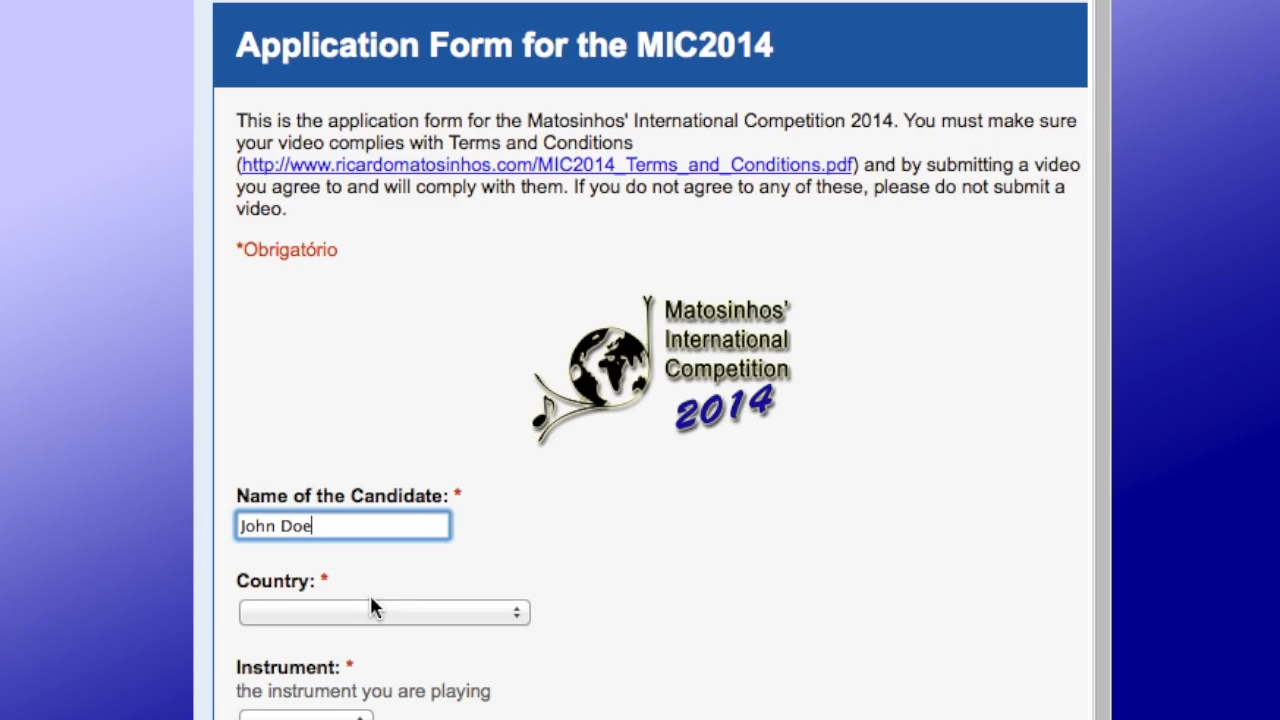 Application Form for the MIC2014
This is the application form for the Matosinhos' International Competition 2014. You must make sure
your video complies with Terms and Conditions
(http://www.ricardomatosinhos.com/MIC2014_Terms_and_Conditions.pdf) and by submitting a video
you agree to and will comply with them. If you do not agree to any of these, please do not submit a
video.
*Obrigatório
Matosinhos'
International
Competition
2014
Name of the Candidate: *
John Doe
Country: *
Instrument: *
the instrument you are playing